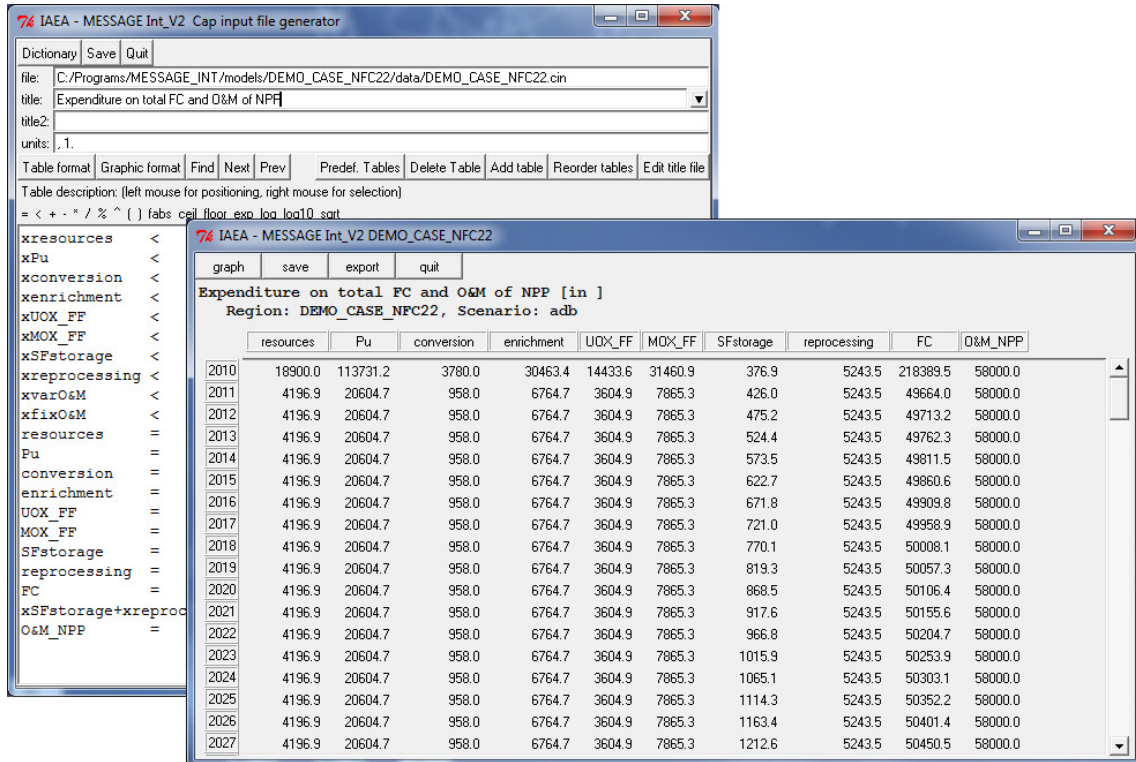 IAEA - MESSAGE Int_V2 Cap input file generator
Dictionary Save Quit
file: C:/Programs/MESSAGE_INT/models/DEMO_CASE_NFC22/data/DEMO_CASE_NFC22.cin
title: Expenditure on total FC and O&M of NPP
title2:
units: , 1.
Table format Graphic format Find Next Prev Predef. Tables Delete Table Add table Reorder tables Edit title file
Table description: (left mouse for positioning, right mouse for selection)
= < + - * / % ^ ( ) fabs ceil floor exp log log10 sqrt
xresources <
xPu <
xconversion <
xenrichment <
xUOX_FF <
xMOX_FF <
xSFstorage <
xreprocessing <
xvarO&M <
xfixO&M <
resources =
Pu =
conversion =
enrichment =
UOX_FF =
MOX_FF =
SFstorage =
reprocessing =
FC =
xSFstorage+xreproc
O&M_NPP =
IAEA - MESSAGE Int_V2 DEMO_CASE_NFC22
graph save export quit
Expenditure on total FC and O&M of NPP [in ]
Region: DEMO_CASE_NFC22, Scenario: adb
resources Pu conversion enrichment UOX_FF MOX_FF SFstorage reprocessing FC O&M_NPP
2010 18900.0 113731.2 3780.0 30463.4 14433.6 31460.9 376.9 5243.5 218389.5 58000.0
2011 4196.9 20604.7 958.0 6764.7 3604.9 7865.3 426.0 5243.5 49664.0 58000.0
2012 4196.9 20604.7 958.0 6764.7 3604.9 7865.3 475.2 5243.5 49713.2 58000.0
2013 4196.9 20604.7 958.0 6764.7 3604.9 7865.3 524.4 5243.5 49762.3 58000.0
2014 4196.9 20604.7 958.0 6764.7 3604.9 7865.3 573.5 5243.5 49811.5 58000.0
2015 4196.9 20604.7 958.0 6764.7 3604.9 7865.3 622.7 5243.5 49860.6 58000.0
2016 4196.9 20604.7 958.0 6764.7 3604.9 7865.3 671.8 5243.5 49909.8 58000.0
2017 4196.9 20604.7 958.0 6764.7 3604.9 7865.3 721.0 5243.5 49958.9 58000.0
2018 4196.9 20604.7 958.0 6764.7 3604.9 7865.3 770.1 5243.5 50008.1 58000.0
2019 4196.9 20604.7 958.0 6764.7 3604.9 7865.3 819.3 5243.5 50057.3 58000.0
2020 4196.9 20604.7 958.0 6764.7 3604.9 7865.3 868.5 5243.5 50106.4 58000.0
2021 4196.9 20604.7 958.0 6764.7 3604.9 7865.3 917.6 5243.5 50155.6 58000.0
2022 4196.9 20604.7 958.0 6764.7 3604.9 7865.3 966.8 5243.5 50204.7 58000.0
2023 4196.9 20604.7 958.0 6764.7 3604.9 7865.3 1015.9 5243.5 50253.9 58000.0
2024 4196.9 20604.7 958.0 6764.7 3604.9 7865.3 1065.1 5243.5 50303.1 58000.0
2025 4196.9 20604.7 958.0 6764.7 3604.9 7865.3 1114.3 5243.5 50352.2 58000.0
2026 4196.9 20604.7 958.0 6764.7 3604.9 7865.3 1163.4 5243.5 50401.4 58000.0
2027 4196.9 20604.7 958.0 6764.7 3604.9 7865.3 1212.6 5243.5 50450.5 58000.0